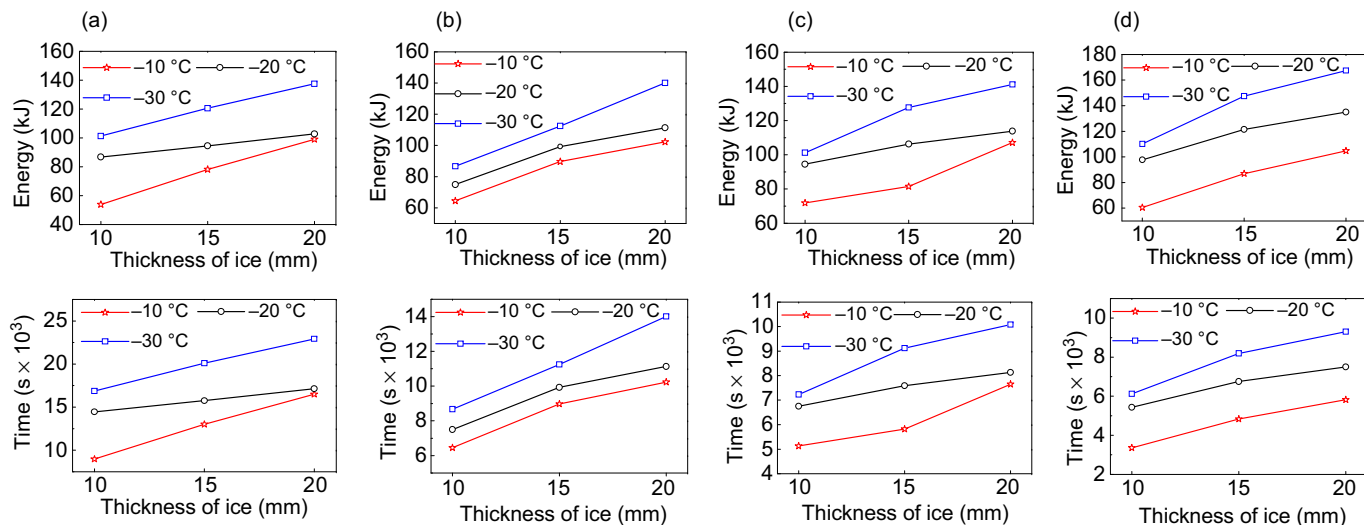 (a)
160
140
120
100
80
60
40
Energy (kJ)
–10 °C
–20 °C
–30 °C
10
15
20
Thickness of ice (mm)
(b)
160
140
120
100
80
60
Energy (kJ)
–10 °C
–20 °C
–30 °C
10
15
20
Thickness of ice (mm)
(c)
160
140
120
100
80
60
Energy (kJ)
–10 °C
–20 °C
–30 °C
10
15
20
Thickness of ice (mm)
(d)
180
160
140
120
100
80
60
Energy (kJ)
–10 °C
–20 °C
–30 °C
10
15
20
Thickness of ice (mm)
25
20
15
10
Time (s × 10³)
–10 °C
–20 °C
–30 °C
10
15
20
Thickness of ice (mm)
14
12
10
8
6
Time (s × 10³)
–10 °C
–20 °C
–30 °C
10
15
20
Thickness of ice (mm)
11
10
9
8
7
6
5
4
Time (s × 10³)
–10 °C
–20 °C
–30 °C
10
15
20
Thickness of ice (mm)
10
8
6
4
2
Time (s × 10³)
–10 °C
–20 °C
–30 °C
10
15
20
Thickness of ice (mm)